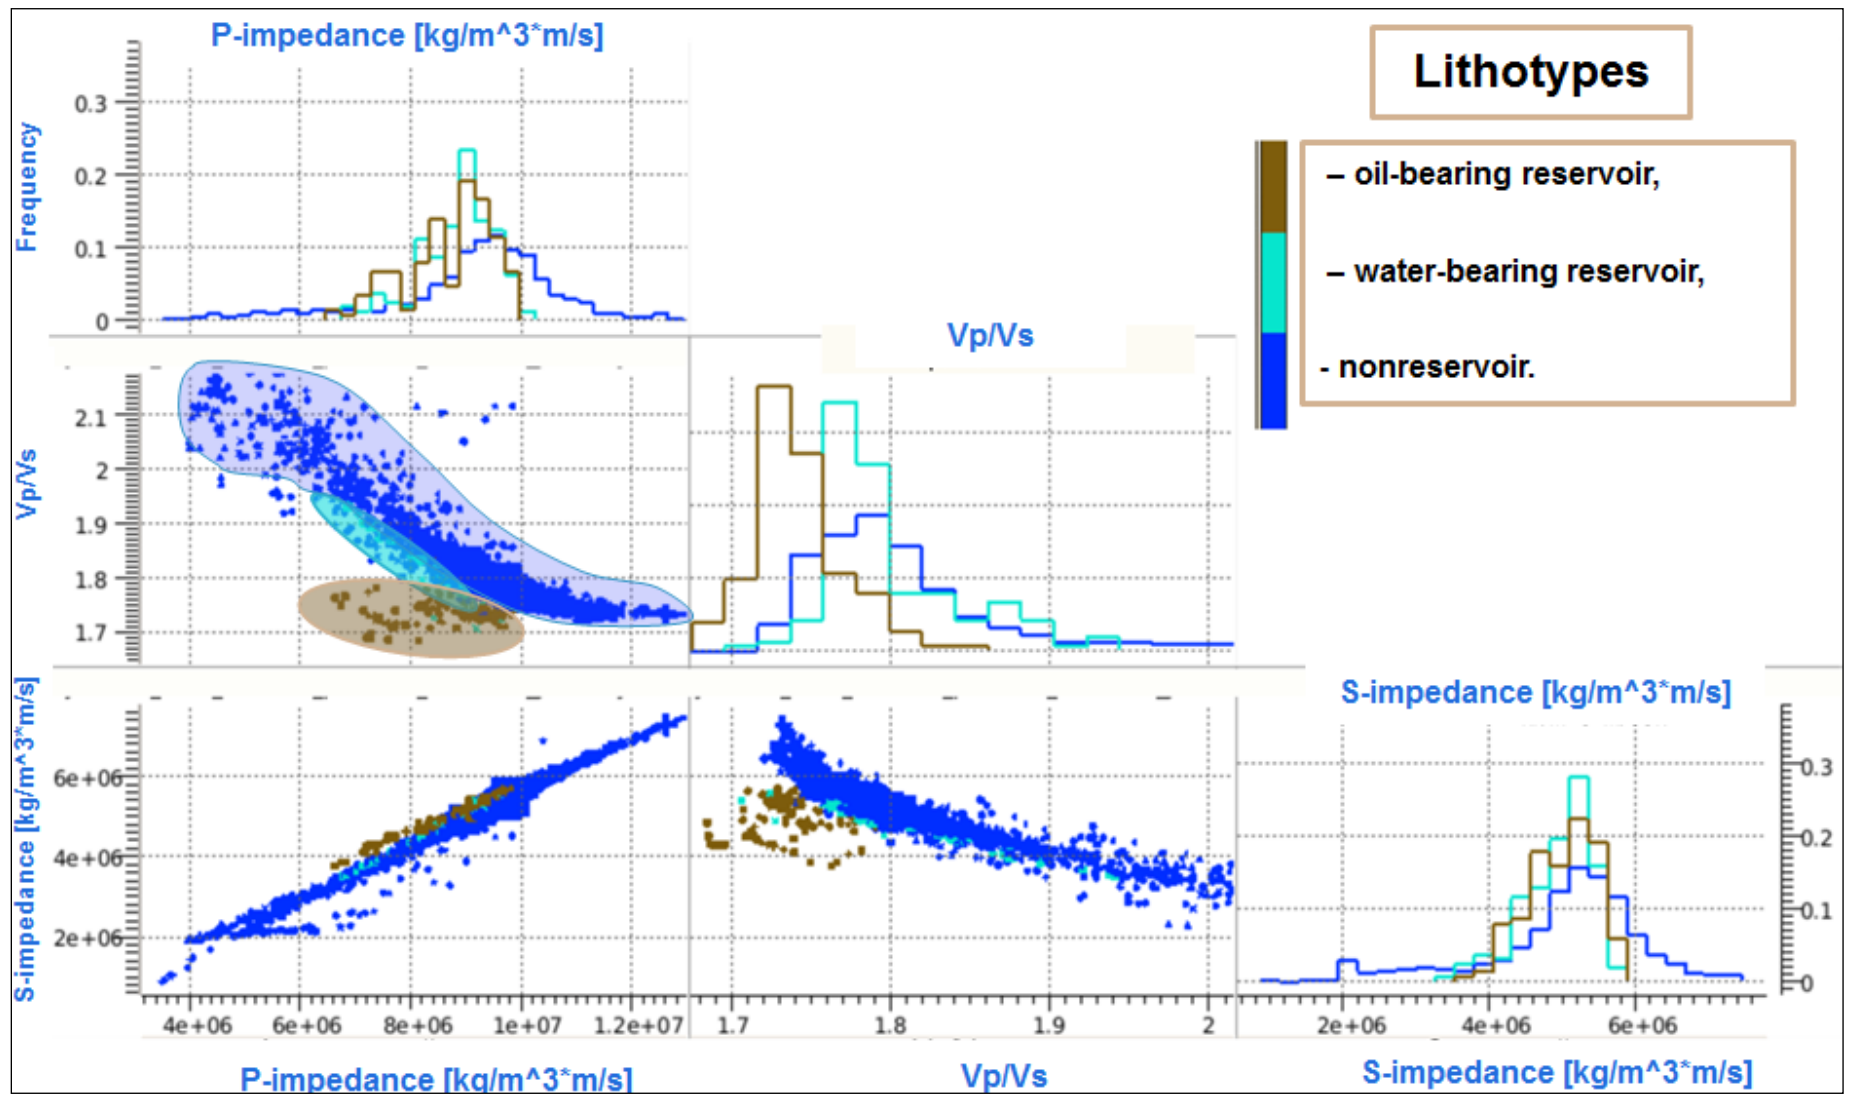 P-impedance [kg/m^3*m/s]
Lithotypes
Frequency
0.3
0.2
0.1
0
– oil-bearing reservoir,
– water-bearing reservoir,
- nonreservoir.
Vp/Vs
Vp/Vs
2.1
2
1.9
1.8
1.7
S-impedance [kg/m^3*m/s]
S-impedance [kg/m^3*m/s]
6e+06
4e+06
2e+06
0.3
0.2
0.1
0
4e+06 6e+06 8e+06 1e+07 1.2e+07 1.7 1.8 1.9 2 2e+06 4e+06 6e+06
P-impedance [kg/m^3*m/s] Vp/Vs S-impedance [kg/m^3*m/s]